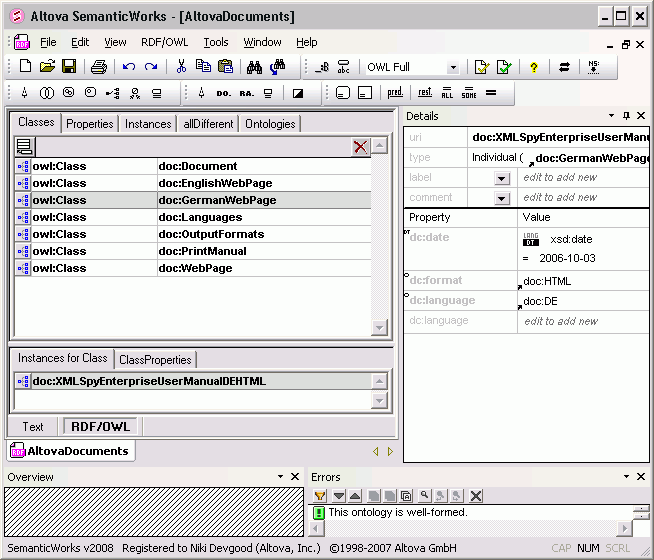 Altova SemanticWorks - [AltovaDocuments]
File Edit View RDF/OWL Tools Window Help
_aB abc OWL Full ? NS:
DO. RA. pred. rest. ALL SOME =
Classes Properties Instances allDifferent Ontologies
owl:Class doc:Document
owl:Class doc:EnglishWebPage
owl:Class doc:GermanWebPage
owl:Class doc:Languages
owl:Class doc:OutputFormats
owl:Class doc:PrintManual
owl:Class doc:WebPage
Instances for Class ClassProperties
doc:XMLSpyEnterpriseUserManualDEHTML
Text RDF/OWL
AltovaDocuments
Details
uri doc:XMLSpyEnterpriseUserManu
type Individual ( doc:GermanWebPage
label edit to add new
comment edit to add new
Property Value
DT dc:date LANG DT xsd:date
= 2006-10-03
dc:format doc:HTML
dc:language doc:DE
dc:language edit to add new
Overview
Errors
This ontology is well-formed.
SemanticWorks v2008 Registered to Niki Devgood (Altova, Inc.) ©1998-2007 Altova GmbH CAP NUM SCRL